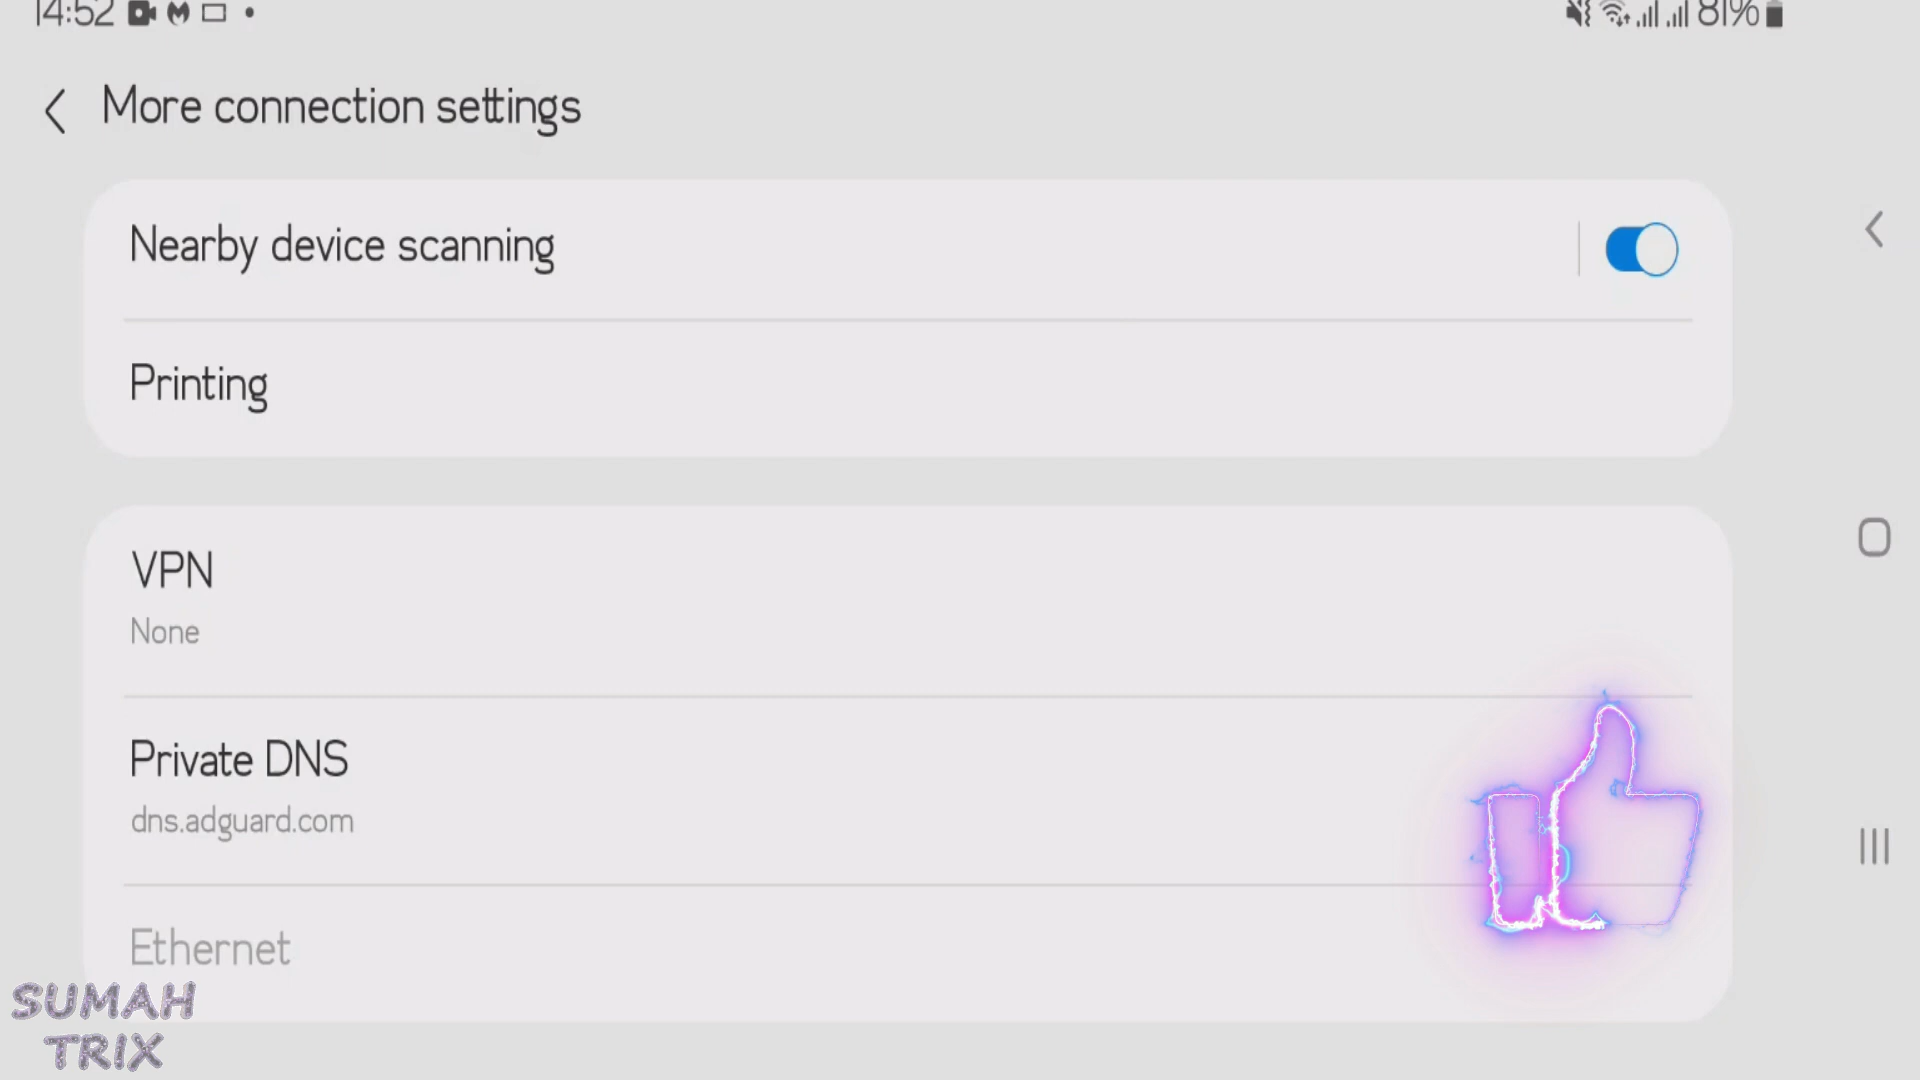 14:52
81%
More connection settings
Nearby device scanning
Printing
VPN
None
Private DNS
dns.adguard.com
Ethernet
SUMAH
TRIX